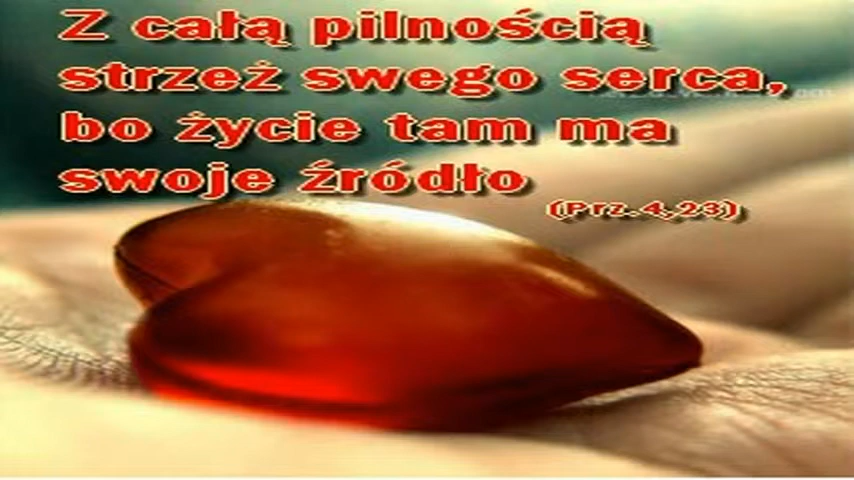 Z całą pilnością
strzeż swego serca,
bo życie tam ma
swoje źródło
(Prz.4,23)